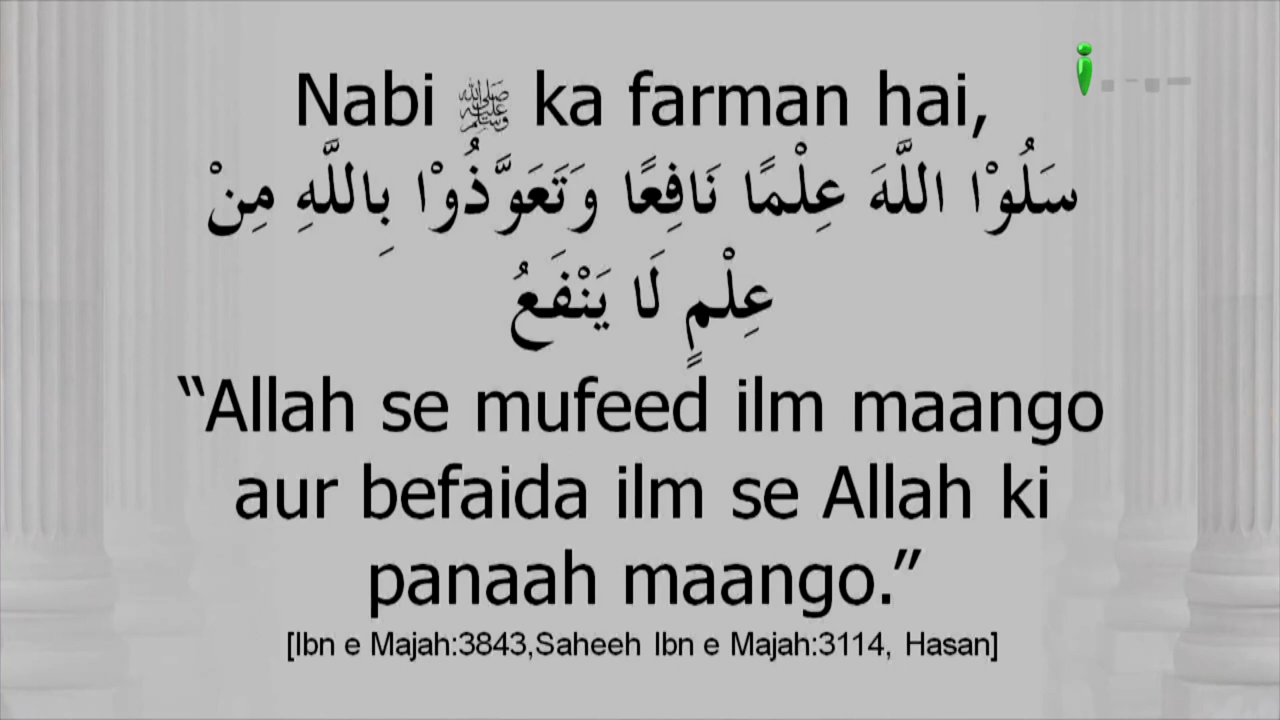 Nabi ﷺ ka farman hai,
سَلُوْا اللَّهَ عِلْمًا نَافِعًا وَتَعَوَّذُوْا بِاللَّهِ مِنْ
عِلْمٍ لَا يَنْفَعُ
“Allah se mufeed ilm maango
aur befaida ilm se Allah ki
panaah maango.”
[Ibn e Majah:3843,Saheeh Ibn e Majah:3114, Hasan]